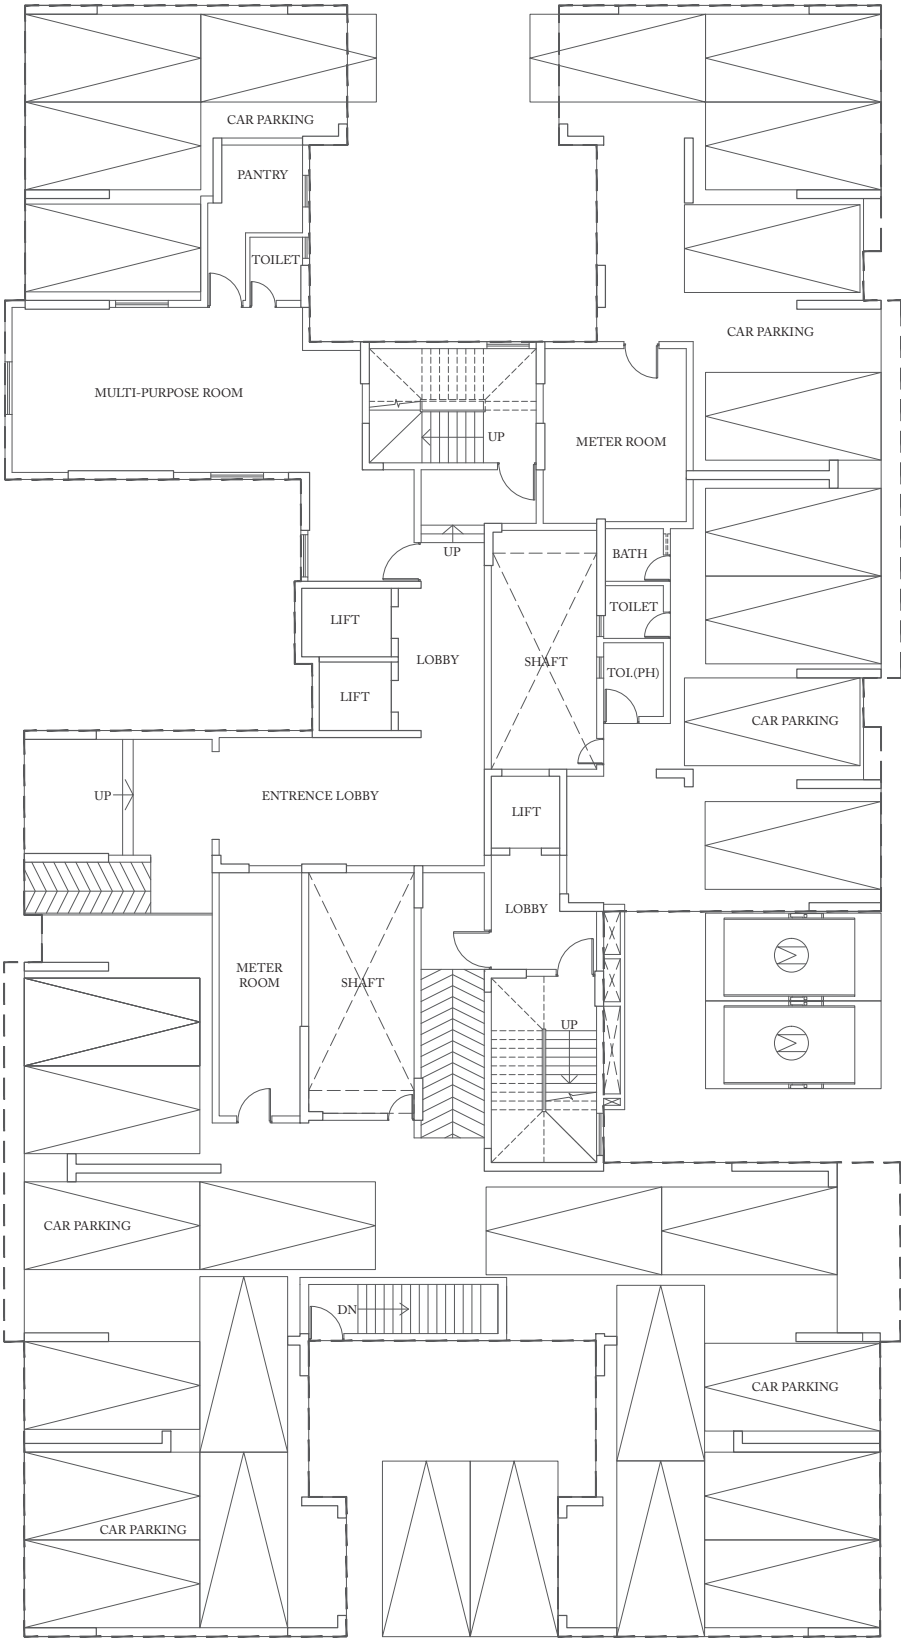 CAR PARKING
PANTRY
TOILET
CAR PARKING
MULTI-PURPOSE ROOM
UP
METER ROOM
UP
BATH
TOILET
LIFT
LOBBY
SHAFT
TOI.(PH)
LIFT
CAR PARKING
UP
ENTRENCE LOBBY
LIFT
LOBBY
METER
ROOM
SHAFT
M
UP
M
CAR PARKING
DN
CAR PARKING
CAR PARKING